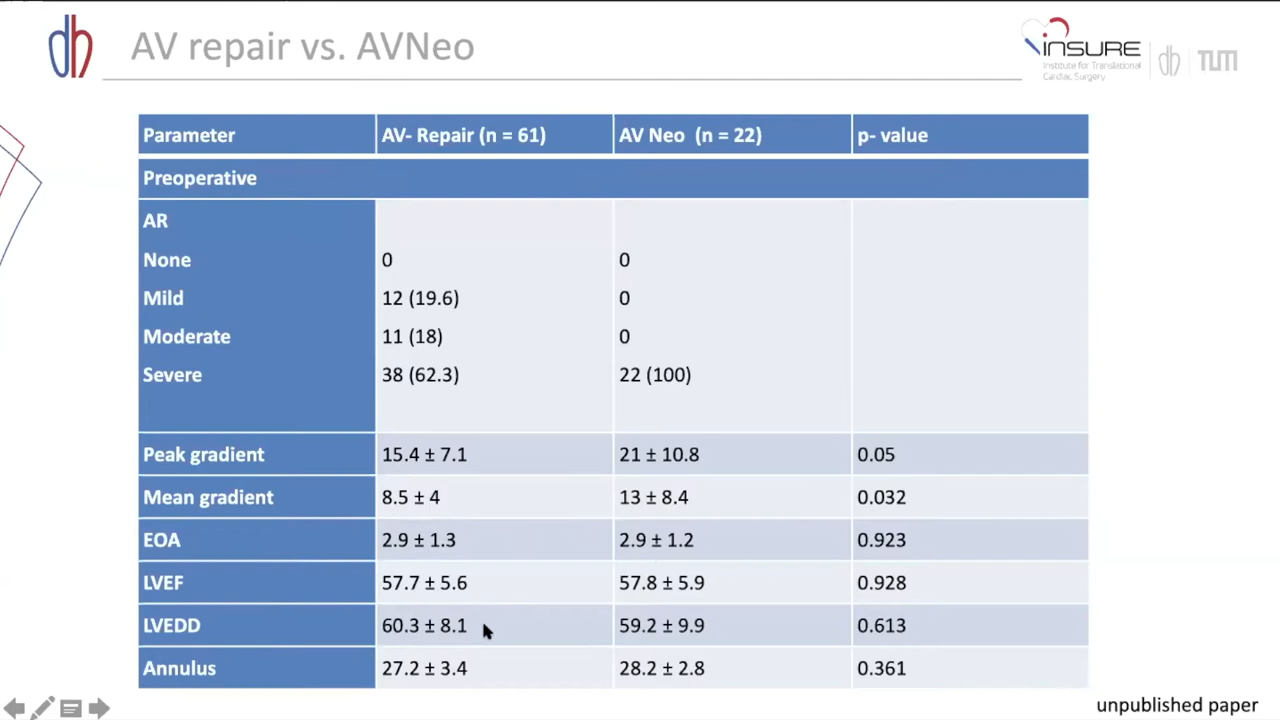 AV repair vs. AVNeo
INSURE
Institute for Translational
Cardiac Surgery
TUM
Parameter AV- Repair (n = 61) AV Neo (n = 22) p- value
Preoperative
AR
None 0 0
Mild 12 (19.6) 0
Moderate 11 (18) 0
Severe 38 (62.3) 22 (100)
Peak gradient 15.4 ± 7.1 21 ± 10.8 0.05
Mean gradient 8.5 ± 4 13 ± 8.4 0.032
EOA 2.9 ± 1.3 2.9 ± 1.2 0.923
LVEF 57.7 ± 5.6 57.8 ± 5.9 0.928
LVEDD 60.3 ± 8.1 59.2 ± 9.9 0.613
Annulus 27.2 ± 3.4 28.2 ± 2.8 0.361
unpublished paper